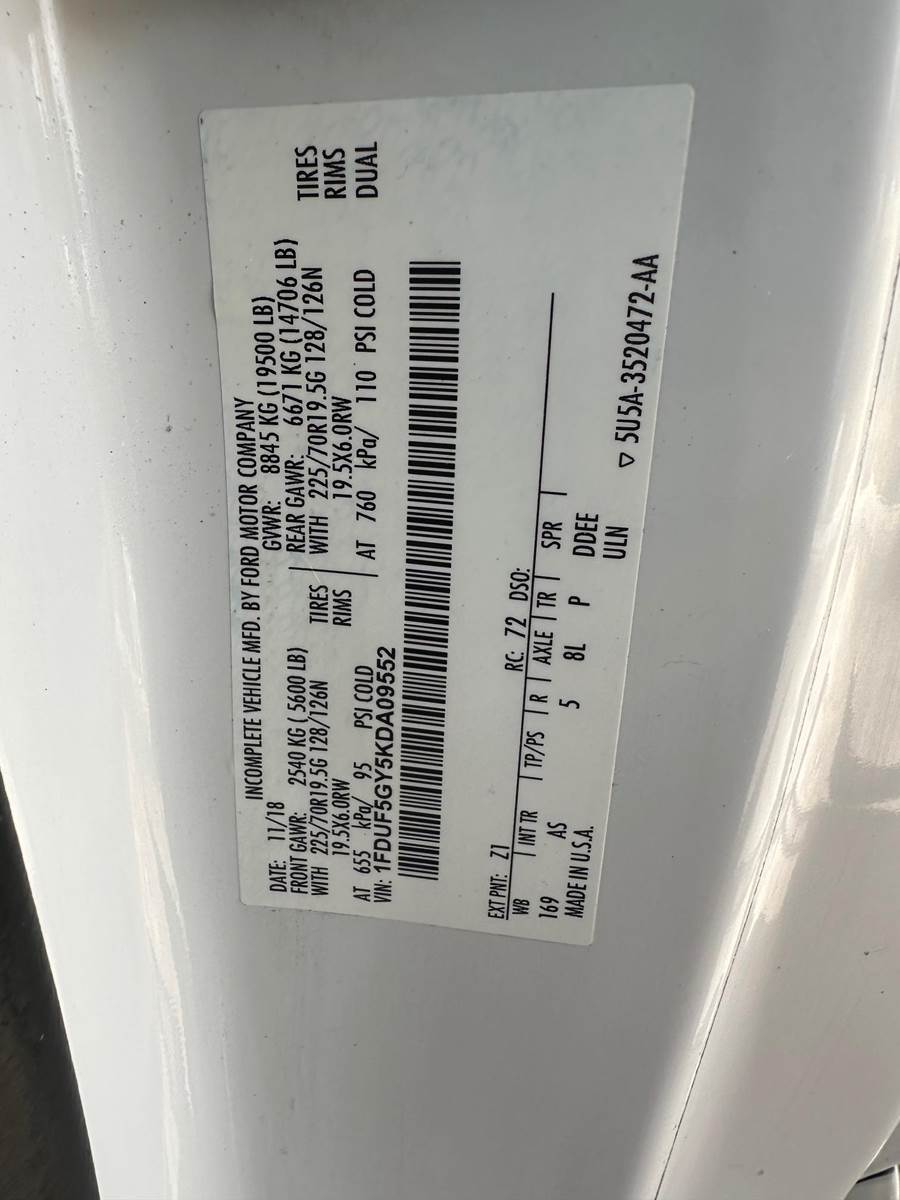 INCOMPLETE VEHICLE MFD. BY FORD MOTOR COMPANY
DATE: 11/18 GVWR: 8845 KG (19500 LB)
FRONT GAWR: 2540 KG ( 5600 LB) REAR GAWR: 6671 KG (14706 LB)
WITH 225/70R19.5G 128/126N TIRES WITH 225/70R19.5G 128/126N TIRES
19.5X6.0RW RIMS 19.5X6.0RW RIMS
AT 655 kPa/ 95 PSI COLD AT 760 kPa/ 110 PSI COLD DUAL
VIN: 1FDUF5GY5KDA09552
EXT PNT: Z1 RC: 72 DSO:
WB INT TR TP/PS R AXLE TR SPR
169 AS 5 8L P DDEE
MADE IN U.S.A. ULN
▽ 5U5A-3520472-AA